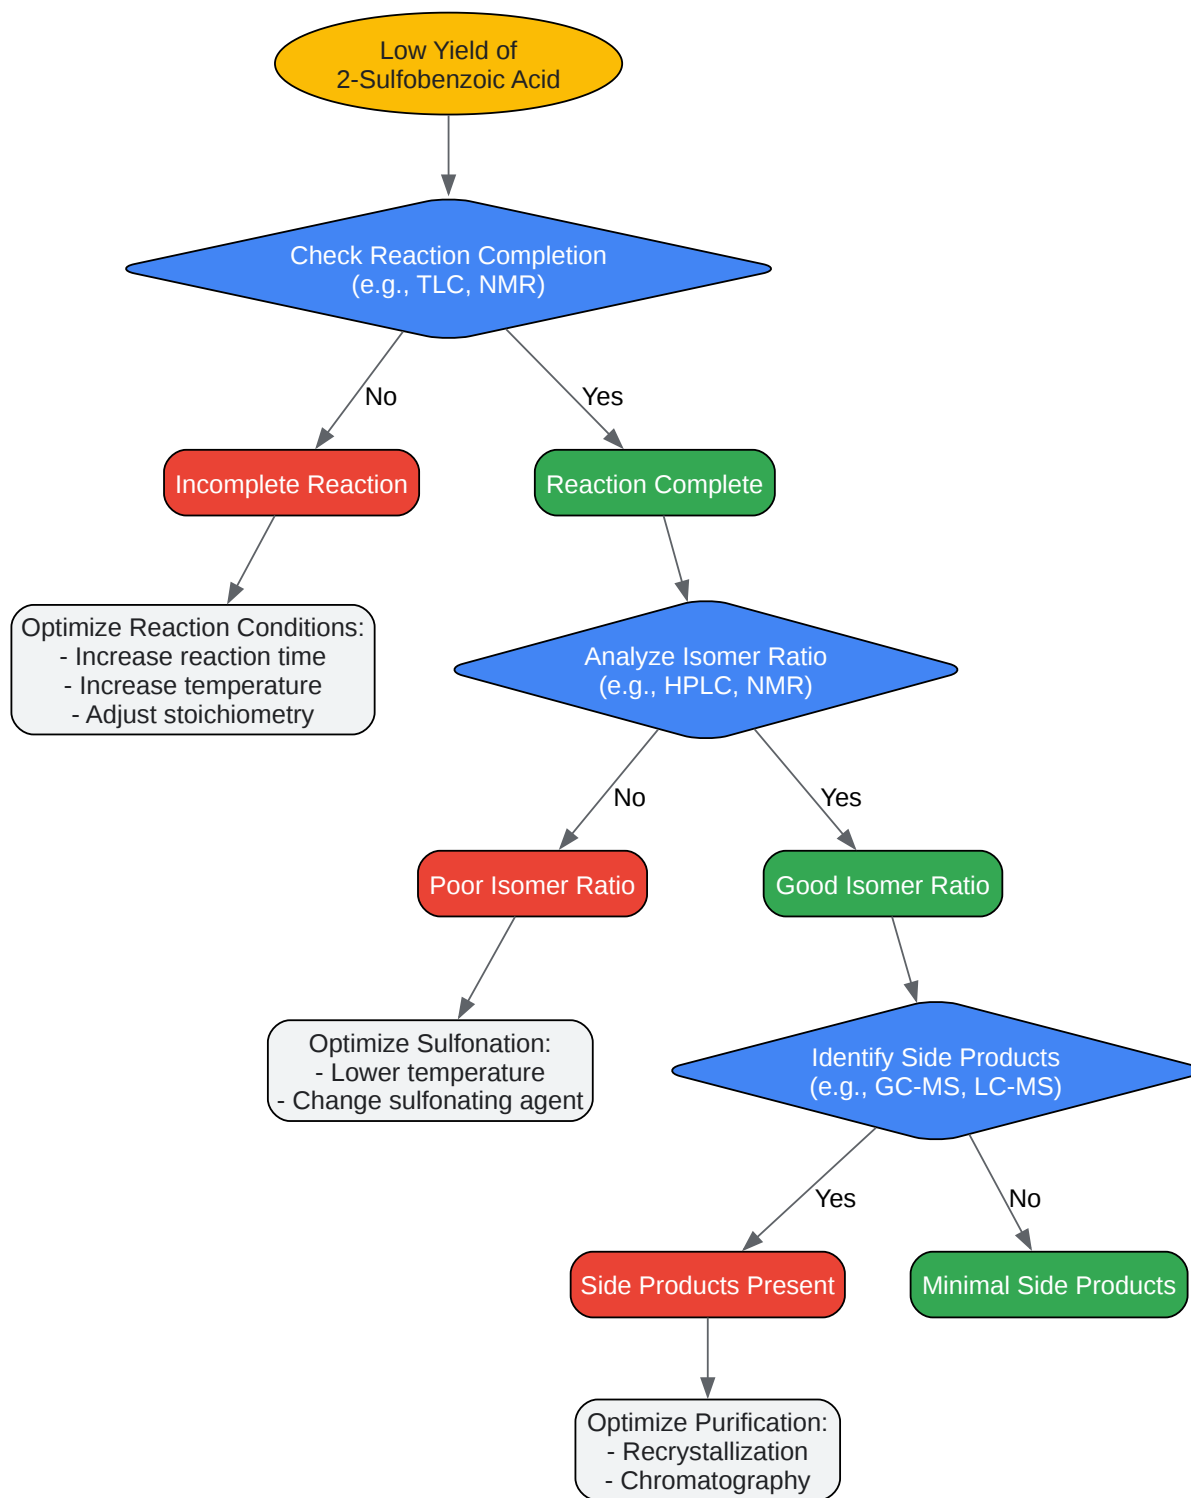 Low Yield of
2-Sulfobenzoic Acid
Check Reaction Completion
(e.g., TLC, NMR)
No
Yes
Incomplete Reaction
Reaction Complete
Optimize Reaction Conditions:
- Increase reaction time
- Increase temperature
- Adjust stoichiometry
Analyze Isomer Ratio
(e.g., HPLC, NMR)
No
Yes
Poor Isomer Ratio
Good Isomer Ratio
Optimize Sulfonation:
- Lower temperature
- Change sulfonating agent
Identify Side Products
(e.g., GC-MS, LC-MS)
Yes
No
Side Products Present
Minimal Side Products
Optimize Purification:
- Recrystallization
- Chromatography